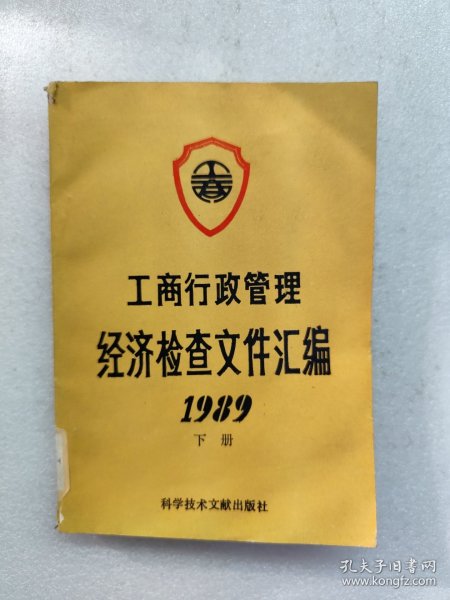 工商行政管理
经济检查文件汇编
1989
下册
科学技术文献出版社
孔夫子旧书网
www.kongfz.com